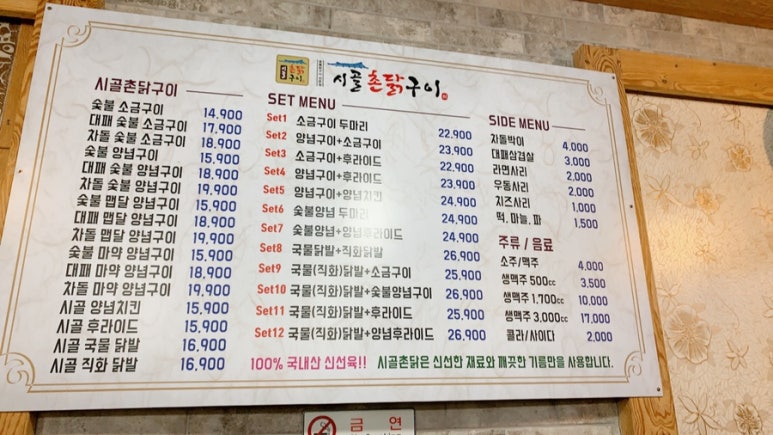 시골 촌닭구이
시골촌닭구이
숯불 소금구이 14,900
대패 숯불 소금구이 17,900
차돌 숯불 소금구이 18,900
숯불 양념구이 15,900
대패 숯불 양념구이 18,900
차돌 숯불 양념구이 19,900
숯불 맵달 양념구이 15,900
대패 맵달 양념구이 18,900
차돌 맵달 양념구이 19,900
숯불 마약 양념구이 15,900
대패 마약 양념구이 18,900
차돌 마약 양념구이 19,900
시골 양념치킨 15,900
시골 후라이드 15,900
시골 국물 닭발 16,900
시골 직화 닭발 16,900
SET MENU
Set1 소금구이 두마리 22,900
Set2 양념구이+소금구이 23,900
Set3 소금구이+후라이드 22,900
Set4 양념구이+후라이드 23,900
Set5 양념구이+양념치킨 24,900
Set6 숯불양념 두마리 24,900
Set7 숯불양념+양념후라이드 24,900
Set8 국물닭발+직화닭발 26,900
Set9 국물(직화)닭발+소금구이 25,900
Set10 국물(직화)닭발+숯불양념구이 26,900
Set11 국물(직화)닭발+후라이드 25,900
Set12 국물(직화)닭발+양념후라이드 26,900
SIDE MENU
차돌박이 4,000
대패삼겹살 3,000
라면사리 2,000
우동사리 2,000
치즈사리 1,000
떡, 마늘, 파 1,500
주류 / 음료
소주/맥주 4,000
생맥주 500cc 3,500
생맥주 1,700cc 10,000
생맥주 3,000cc 17,000
콜라/사이다 2,000
100% 국내산 신선육!! 시골촌닭은 신선한 재료와 깨끗한 기름만을 사용합니다.
금 연